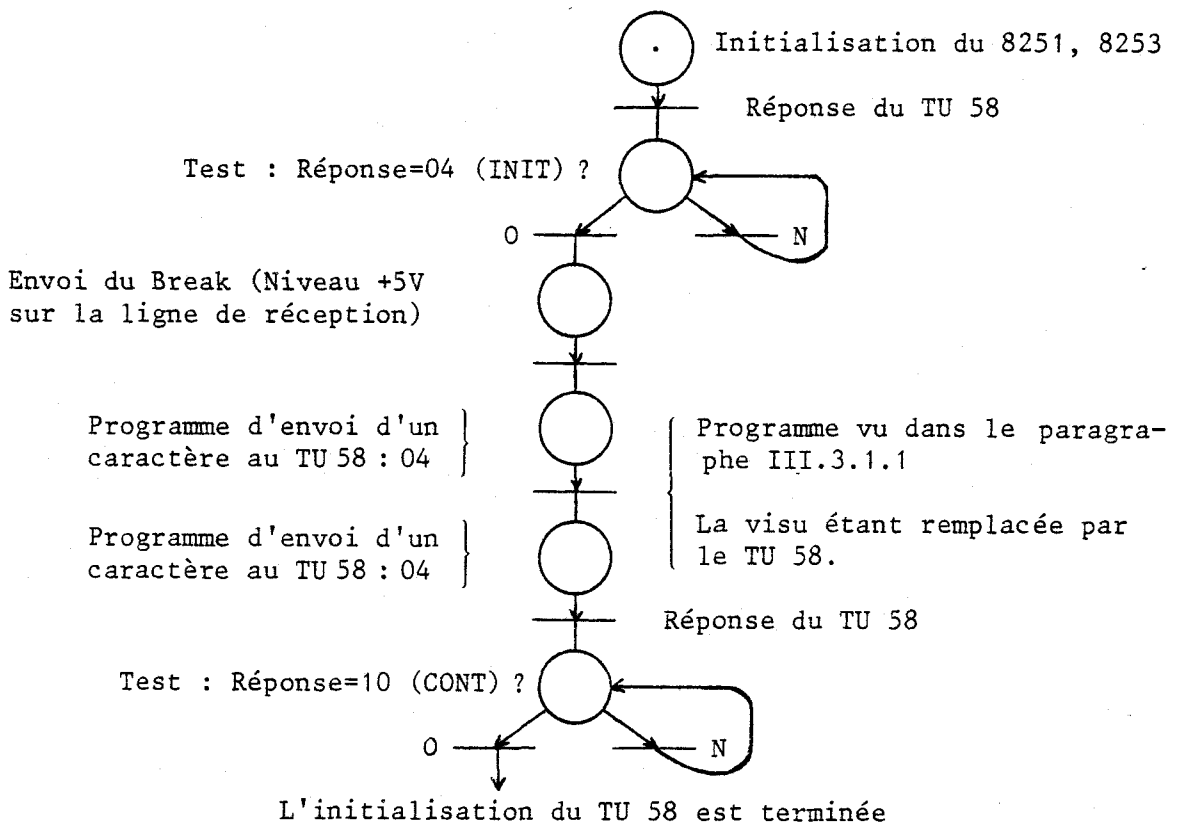 Initialisation du 8251, 8253
Réponse du TU 58
Test : Réponse=04 (INIT) ?
O
N
Envoi du Break (Niveau +5V
sur la ligne de réception)
Programme d'envoi d'un
caractère au TU 58 : 04
Programme vu dans le paragra-
phe III.3.1.1
Programme d'envoi d'un
caractère au TU 58 : 04
La visu étant remplacée par
le TU 58.
Réponse du TU 58
Test : Réponse=10 (CONT) ?
O
N
L'initialisation du TU 58 est terminée